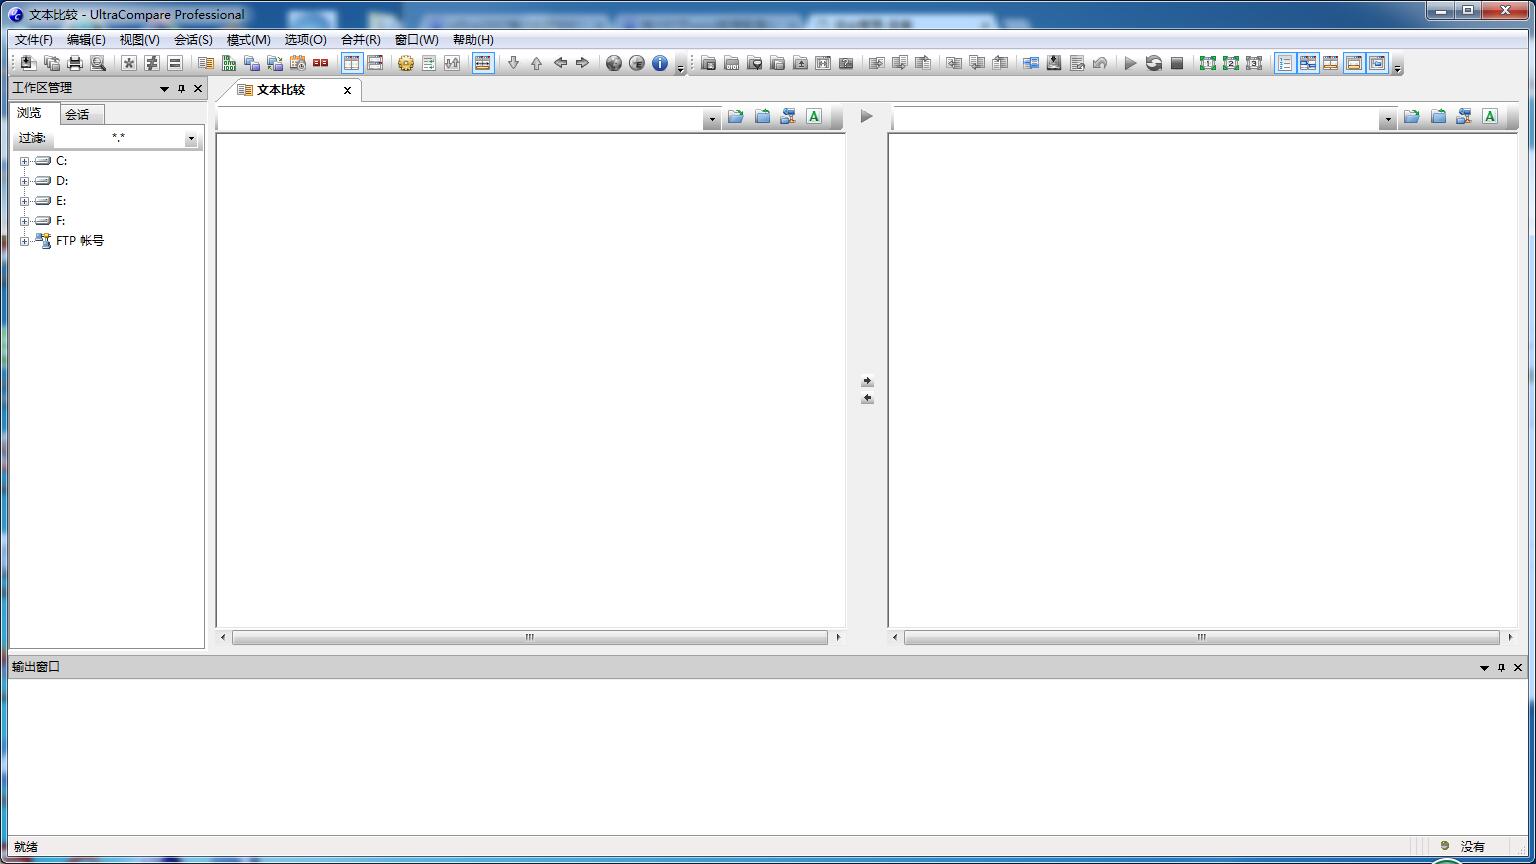 文本比较 - UltraCompare Professional
文件(F) 编辑(E) 视图(V) 会话(S) 模式(M) 选项(O) 合并(R) 窗口(W) 帮助(H)
工作区管理
文本比较
浏览
会话
A
A
过滤:
*.*
C:
D:
E:
F:
FTP 帐号
输出窗口
就绪
没有